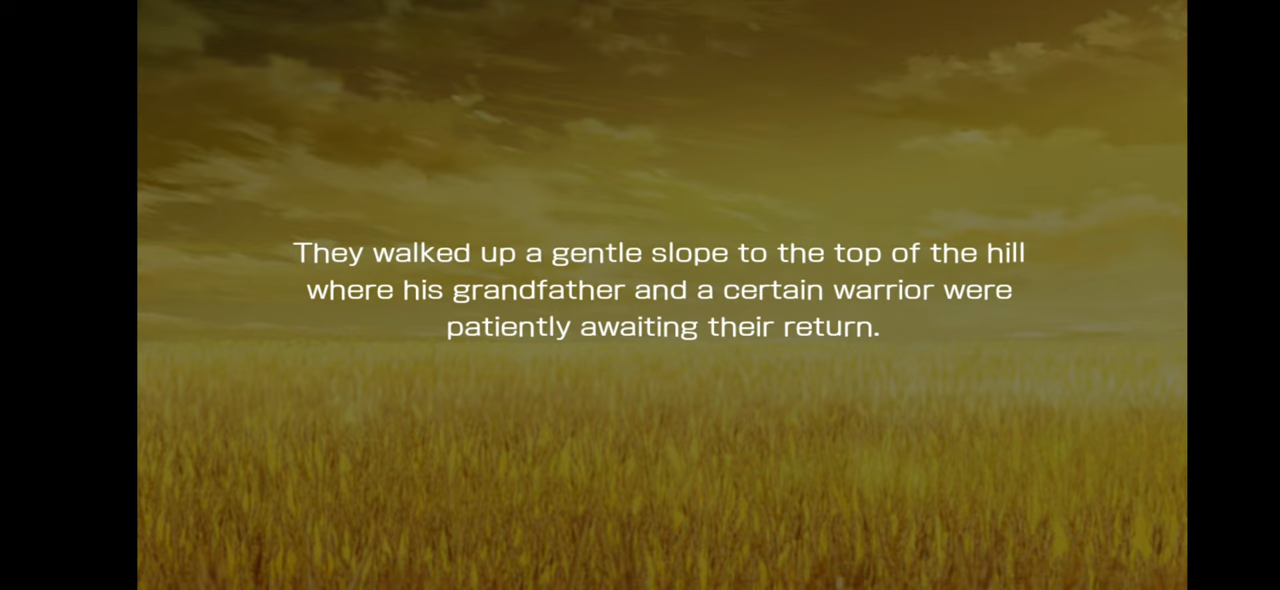 They walked up a gentle slope to the top of the hill
where his grandfather and a certain warrior were
patiently awaiting their return.